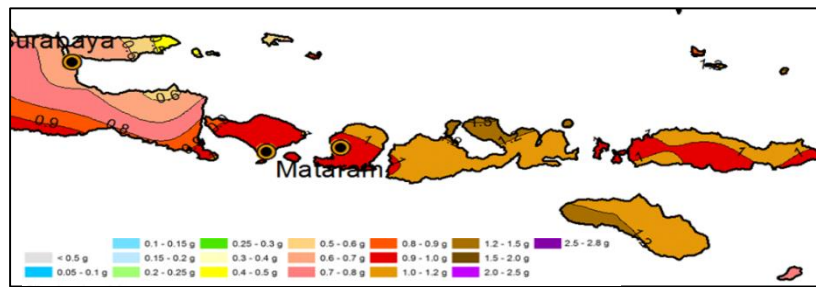 Surabaya
0.6
0.9
0.8
Mataram
0.1 - 0.15 g
0.25 - 0.3 g
0.5 - 0.6 g
0.8 - 0.9 g
1.2 - 1.5 g
2.5 - 2.8 g
< 0.5 g
0.15 - 0.2 g
0.3 - 0.4 g
0.6 - 0.7 g
0.9 - 1.0 g
1.5 - 2.0 g
0.05 - 0.1 g
0.2 - 0.25 g
0.4 - 0.5 g
0.7 - 0.8 g
1.0 - 1.2 g
2.0 - 2.5 g